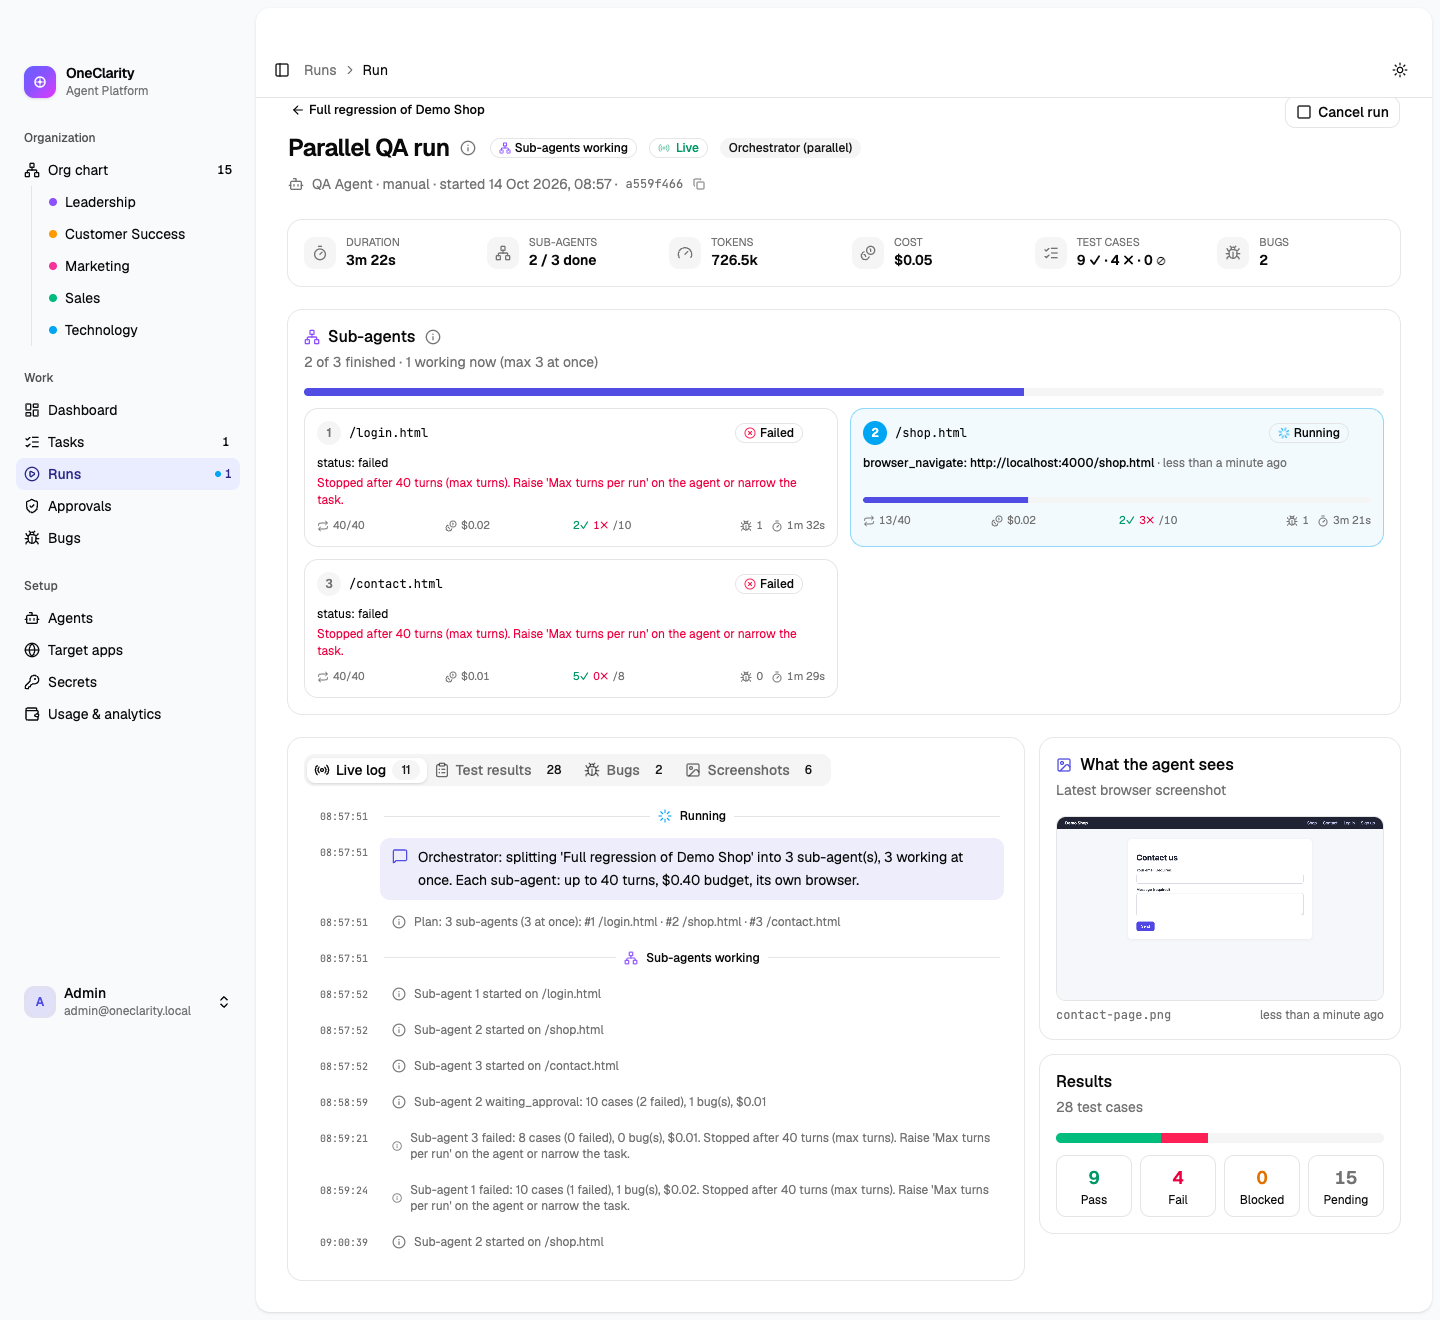 OneClarity
Agent Platform
Organization
Org chart 15
Leadership
Customer Success
Marketing
Sales
Technology
Work
Dashboard
Tasks 1
Runs 1
Approvals
Bugs
Setup
Agents
Target apps
Secrets
Usage & analytics
A
Admin
admin@oneclarity.local
Runs > Run
← Full regression of Demo Shop
Cancel run
Parallel QA run
Sub-agents working
Live
Orchestrator (parallel)
QA Agent · manual · started 14 Oct 2026, 08:57 · a559f466
DURATION
3m 22s
SUB-AGENTS
2 / 3 done
TOKENS
726.5k
COST
$0.05
TEST CASES
9 ✓ · 4 ✕ · 0 ⊘
BUGS
2
Sub-agents
2 of 3 finished · 1 working now (max 3 at once)
1 /login.html Failed
status: failed
Stopped after 40 turns (max turns). Raise 'Max turns per run' on the agent or narrow the
task.
40/40 $0.02 2✓ 1✕ /10 1 1m 32s
2 /shop.html Running
browser_navigate: http://localhost:4000/shop.html · less than a minute ago
13/40 $0.02 2✓ 3✕ /10 1 3m 21s
3 /contact.html Failed
status: failed
Stopped after 40 turns (max turns). Raise 'Max turns per run' on the agent or narrow the
task.
40/40 $0.01 5✓ 0✕ /8 0 1m 29s
Live log 11
Test results 28
Bugs 2
Screenshots 6
08:57:51 Running
08:57:51 Orchestrator: splitting 'Full regression of Demo Shop' into 3 sub-agent(s), 3 working at
once. Each sub-agent: up to 40 turns, $0.40 budget, its own browser.
08:57:51 Plan: 3 sub-agents (3 at once): #1 /login.html · #2 /shop.html · #3 /contact.html
08:57:51 Sub-agents working
08:57:52 Sub-agent 1 started on /login.html
08:57:52 Sub-agent 2 started on /shop.html
08:57:52 Sub-agent 3 started on /contact.html
08:58:59 Sub-agent 2 waiting_approval: 10 cases (2 failed), 1 bug(s), $0.01
08:59:21 Sub-agent 3 failed: 8 cases (0 failed), 0 bug(s), $0.01. Stopped after 40 turns (max turns). Raise 'Max turns
per run' on the agent or narrow the task.
08:59:24 Sub-agent 1 failed: 10 cases (1 failed), 1 bug(s), $0.02. Stopped after 40 turns (max turns). Raise 'Max turns
per run' on the agent or narrow the task.
09:00:39 Sub-agent 2 started on /shop.html
What the agent sees
Latest browser screenshot
Demo Shop Shop Contact Log in Sign up
Contact us
contact-page.png less than a minute ago
Results
28 test cases
9
Pass
4
Fail
0
Blocked
15
Pending